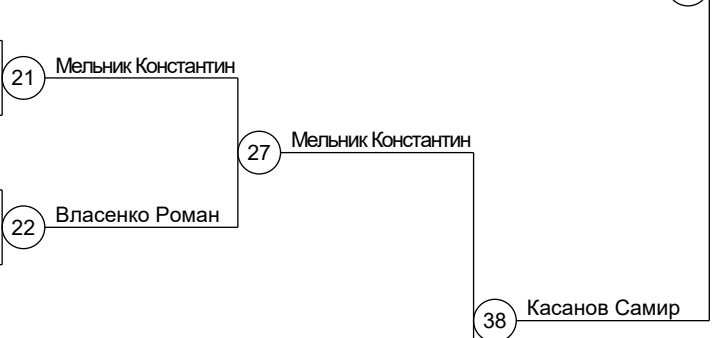 21 Мельник Константин
27 Мельник Константин
22 Власенко Роман
38 Касанов Самир